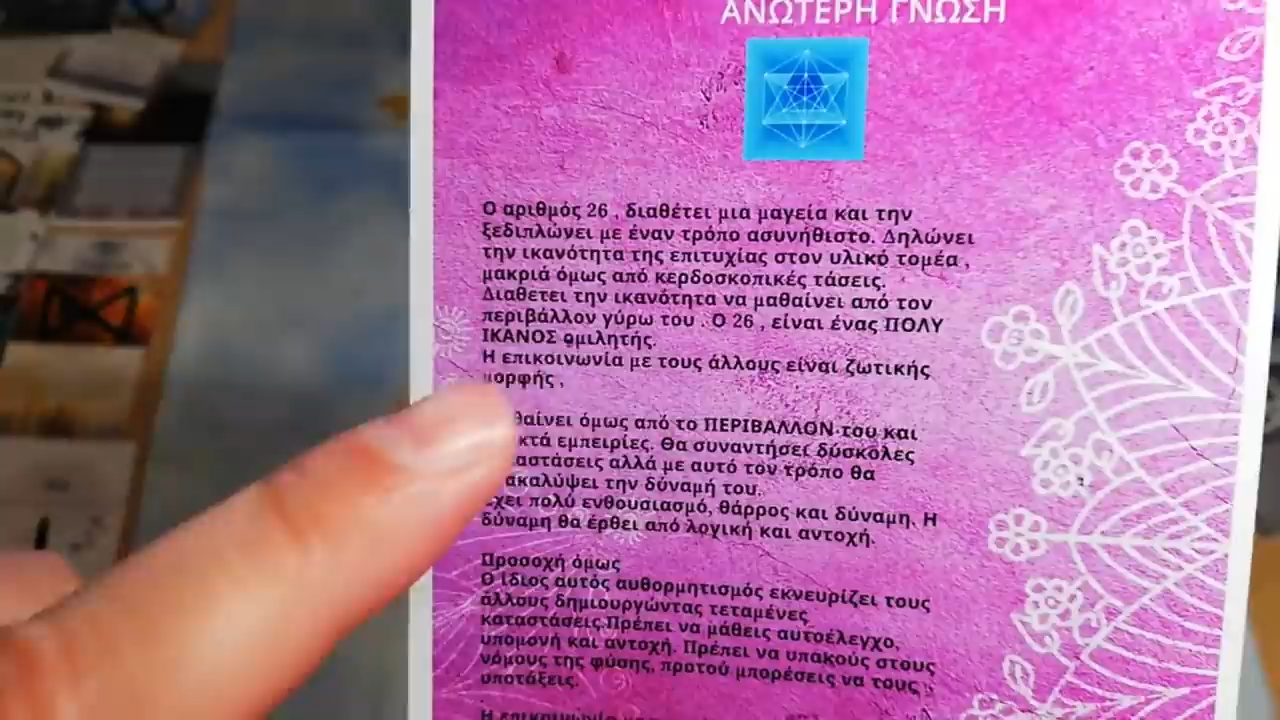 ΑΝΩΤΕΡΗ ΓΝΩΣΗ
Ο αριθμός 26 , διαθέτει μια μαγεία και την
ξεδιπλώνει με έναν τρόπο ασυνήθιστο. Δηλώνει
την ικανότητα της επιτυχίας στον υλικό τομέα ,
μακριά όμως από κερδοσκοπικές τάσεις.
Διαθετει την ικανότητα να μαθαίνει από τον
περιβάλλον γύρω του . Ο 26 , είναι ένας ΠΟΛΥ
ΙΚΑΝΟΣ ομιλητής.
Η επικοινωνία με τους άλλους είναι ζωτικής
μορφής ,
θαίνει όμως από το ΠΕΡΙΒΑΛΛΟΝ του και
κτά εμπειρίες. Θα συναντήσει δύσκολες
αστάσεις αλλά με αυτό τον τρόπο θα
ακαλύψει την δύναμή του.
Έχει πολύ ενθουσιασμό, θάρρος και δύναμη. Η
δύναμη θα έρθει από λογική και αντοχή.
Προσοχή όμως
Ο ίδιος αυτός αυθορμητισμός εκνευρίζει τους
άλλους δημιουργώντας τεταμένες
καταστάσεις.Πρέπει να μάθεις αυτοέλεγχο,
υπομονή και αντοχή. Πρέπει να υπακούς στους
νόμους της φύσης, προτού μπορέσεις να τους
υποτάξεις.
Η επικοινωνία